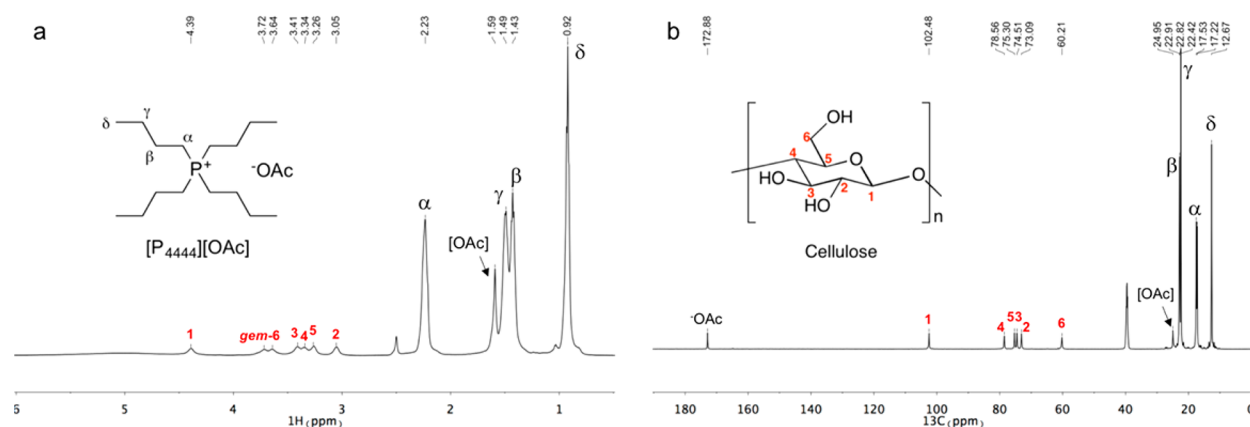 a
4.39
3.72
3.64
3.41
3.34
3.26
3.05
2.23
1.59
1.49
1.43
0.92
δ
γ
β
α
P+
-OAc
[P4444][OAc]
α
[OAc]
γ
β
δ
1
gem-6
3
4
5
2
6
5
4
3
2
1
1H(ppm)
b
172.88
102.48
78.56
75.30
74.51
73.09
60.21
24.95
22.91
22.82
22.42
17.53
17.22
12.67
OH
6
4
5
O
HO
3
HO
2
1
O
n
Cellulose
γ
β
α
δ
[OAc]
-OAc
1
4
53
2
6
180
160
140
120
100
80
60
40
20
0
13C(ppm)